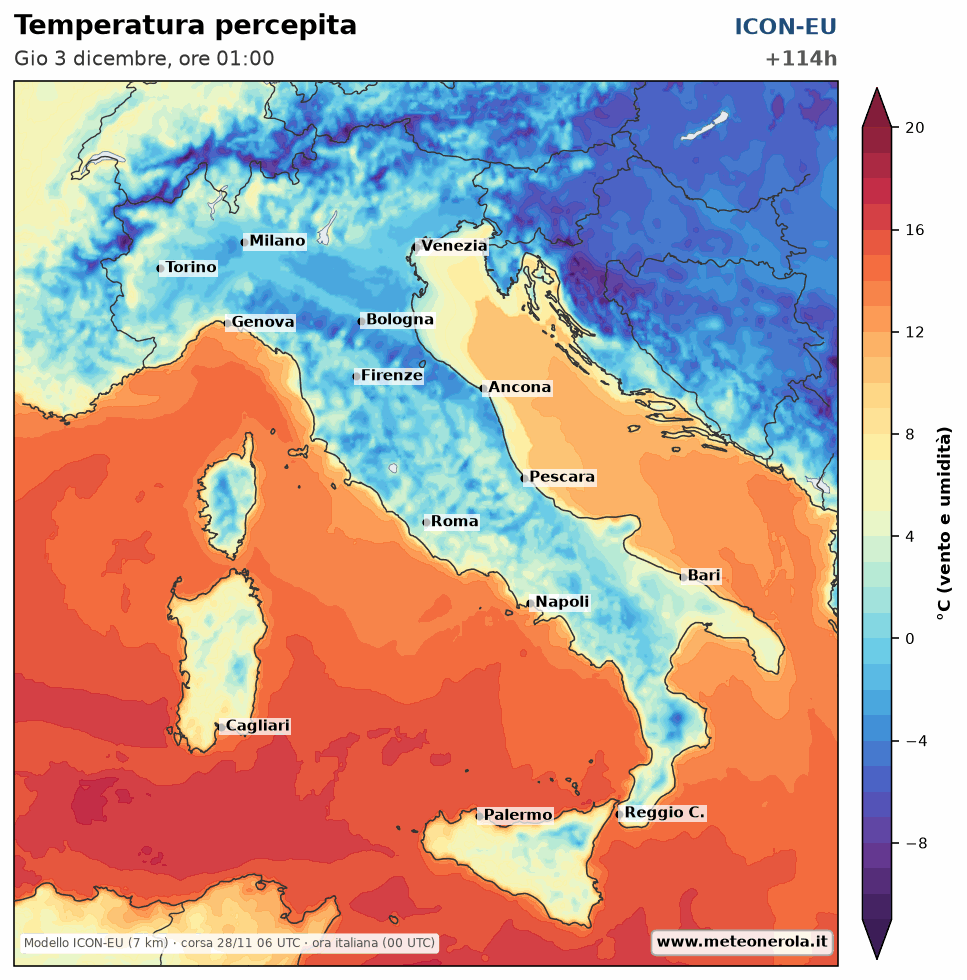 Temperatura percepita
ICON-EU
Gio 3 dicembre, ore 01:00
+114h
Milano
Venezia
Torino
Genova
Bologna
Firenze
Ancona
Pescara
Roma
Bari
Napoli
Cagliari
Palermo
Reggio C.
20
16
12
8
4
0
−4
−8
°C (vento e umidità)
Modello ICON-EU (7 km) · corsa 28/11 06 UTC · ora italiana (00 UTC)
www.meteonerola.it